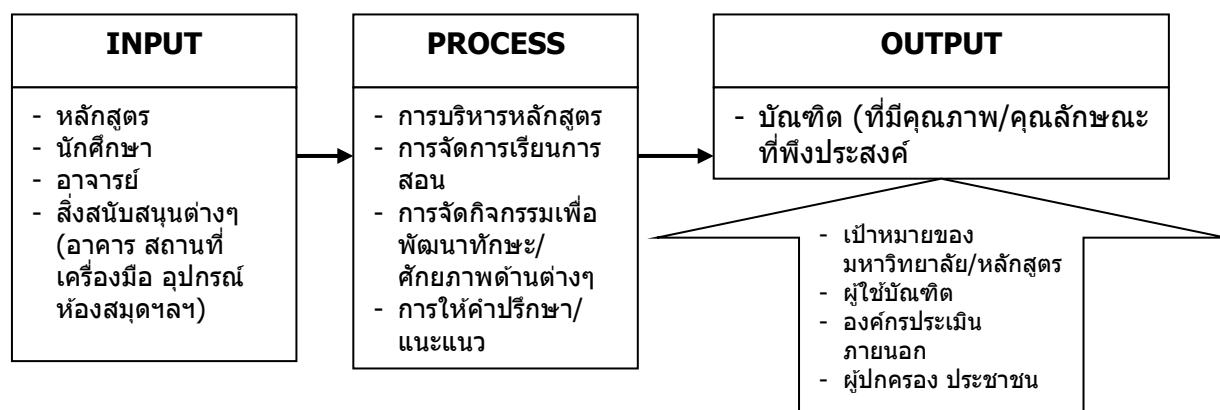 INPUT
- หลักสูตร
- นักศึกษา
- อาจารย์
- สิ่งสนับสนุนต่างๆ
(อาคาร สถานที่
เครื่องมือ อุปกรณ์
ห้องสมุดฯลฯ)
PROCESS
- การบริหารหลักสูตร
- การจัดการเรียนการ
สอน
- การจัดกิจกรรมเพื่อ
พัฒนาทักษะ/
ศักยภาพด้านต่างๆ
- การให้คำปรึกษา/
แนะแนว
OUTPUT
- บัณฑิต (ที่มีคุณภาพ/คุณลักษณะ
ที่พึงประสงค์
- เป้าหมายของ
มหาวิทยาลัย/หลักสูตร
- ผู้ใช้บัณฑิต
- องค์กรประเมิน
ภายนอก
- ผู้ปกครอง ประชาชน